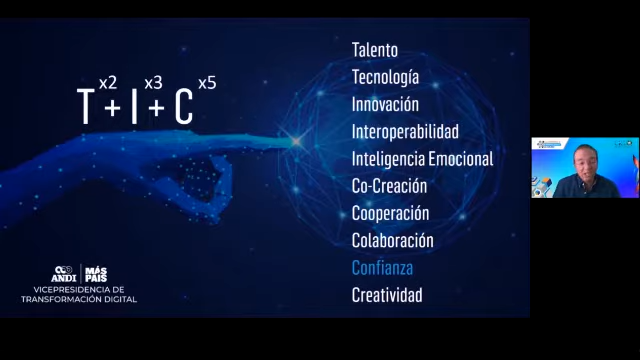 x2 x3 x5
T+I+C
Talento
Tecnología
Innovación
Interoperabilidad
Inteligencia Emocional
Co-Creación
Cooperación
Colaboración
Confianza
Creatividad
ANDI
MÁS
PAÍS
VICEPRESIDENCIA DE
TRANSFORMACIÓN DIGITAL